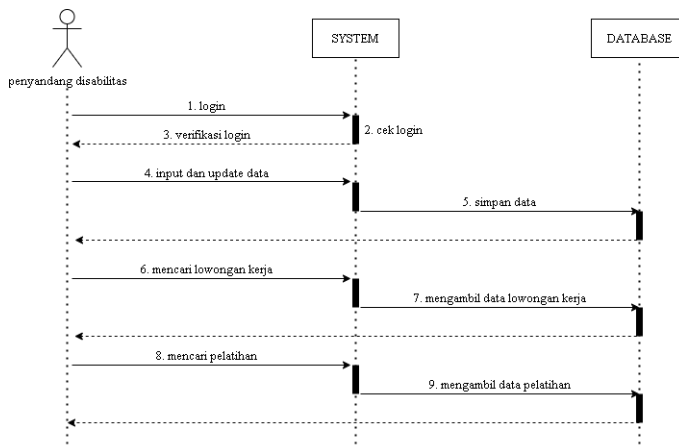 SYSTEM
DATABASE
penyandang disabilitas
1. login
2. cek login
3. verifikasi login
4. input dan update data
5. simpan data
6. mencari lowongan kerja
7. mengambil data lowongan kerja
8. mencari pelatihan
9. mengambil data pelatihan